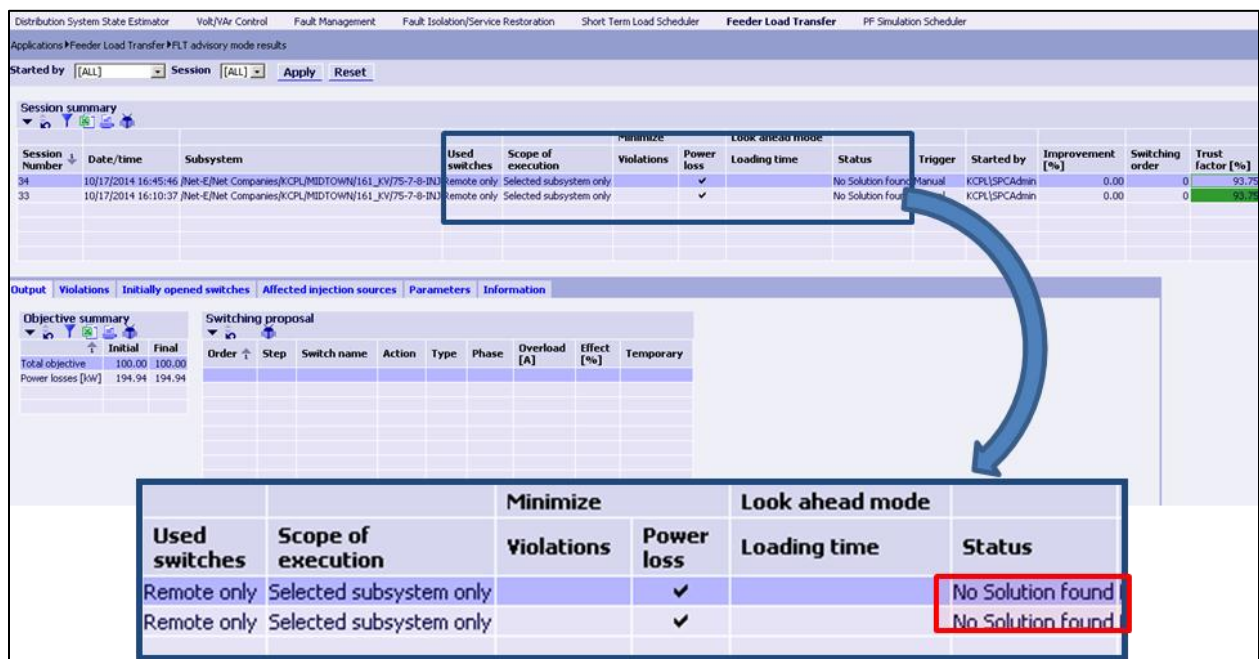 Distribution System State Estimator Volt/VAr Control Fault Management Fault Isolation/Service Restoration Short Term Load Scheduler Feeder Load Transfer PF Simulation Scheduler
Applications Feeder Load Transfer FLT advisory mode results
Started by [ALL] Session [ALL] Apply Reset
Session summary
Minimize Look ahead mode
Session Number 1 Date/time Subsystem Used switches Scope of execution Violations Power loss Loading time Status Trigger Started by Improvement [%] Switching order Trust factor [%]
34 10/17/2014 16:45:46 /Net-E/Net Companies/KCPL/MIDTOWN/161_KV/75-7-8-INJ Remote only Selected subsystem only ✔ No Solution found Manual KCPL\SPCAdmin 0.00 0 93.75
33 10/17/2014 16:10:37 /Net-E/Net Companies/KCPL/MIDTOWN/161_KV/75-7-8-INJ Remote only Selected subsystem only ✔ No Solution found KCPL\SPCAdmin 0.00 0 93.75
Output Violations Initially opened switches Affected injection sources Parameters Information
Objective summary Switching proposal
1 Initial Final Order 1 Step Switch name Action Type Phase Overload [A] Effect [%] Temporary
Total objective 100.00 100.00
Power losses [kW] 194.94 194.94
Minimize Look ahead mode
Used switches Scope of execution Violations Power loss Loading time Status
Remote only Selected subsystem only ✔ No Solution found
Remote only Selected subsystem only ✔ No Solution found